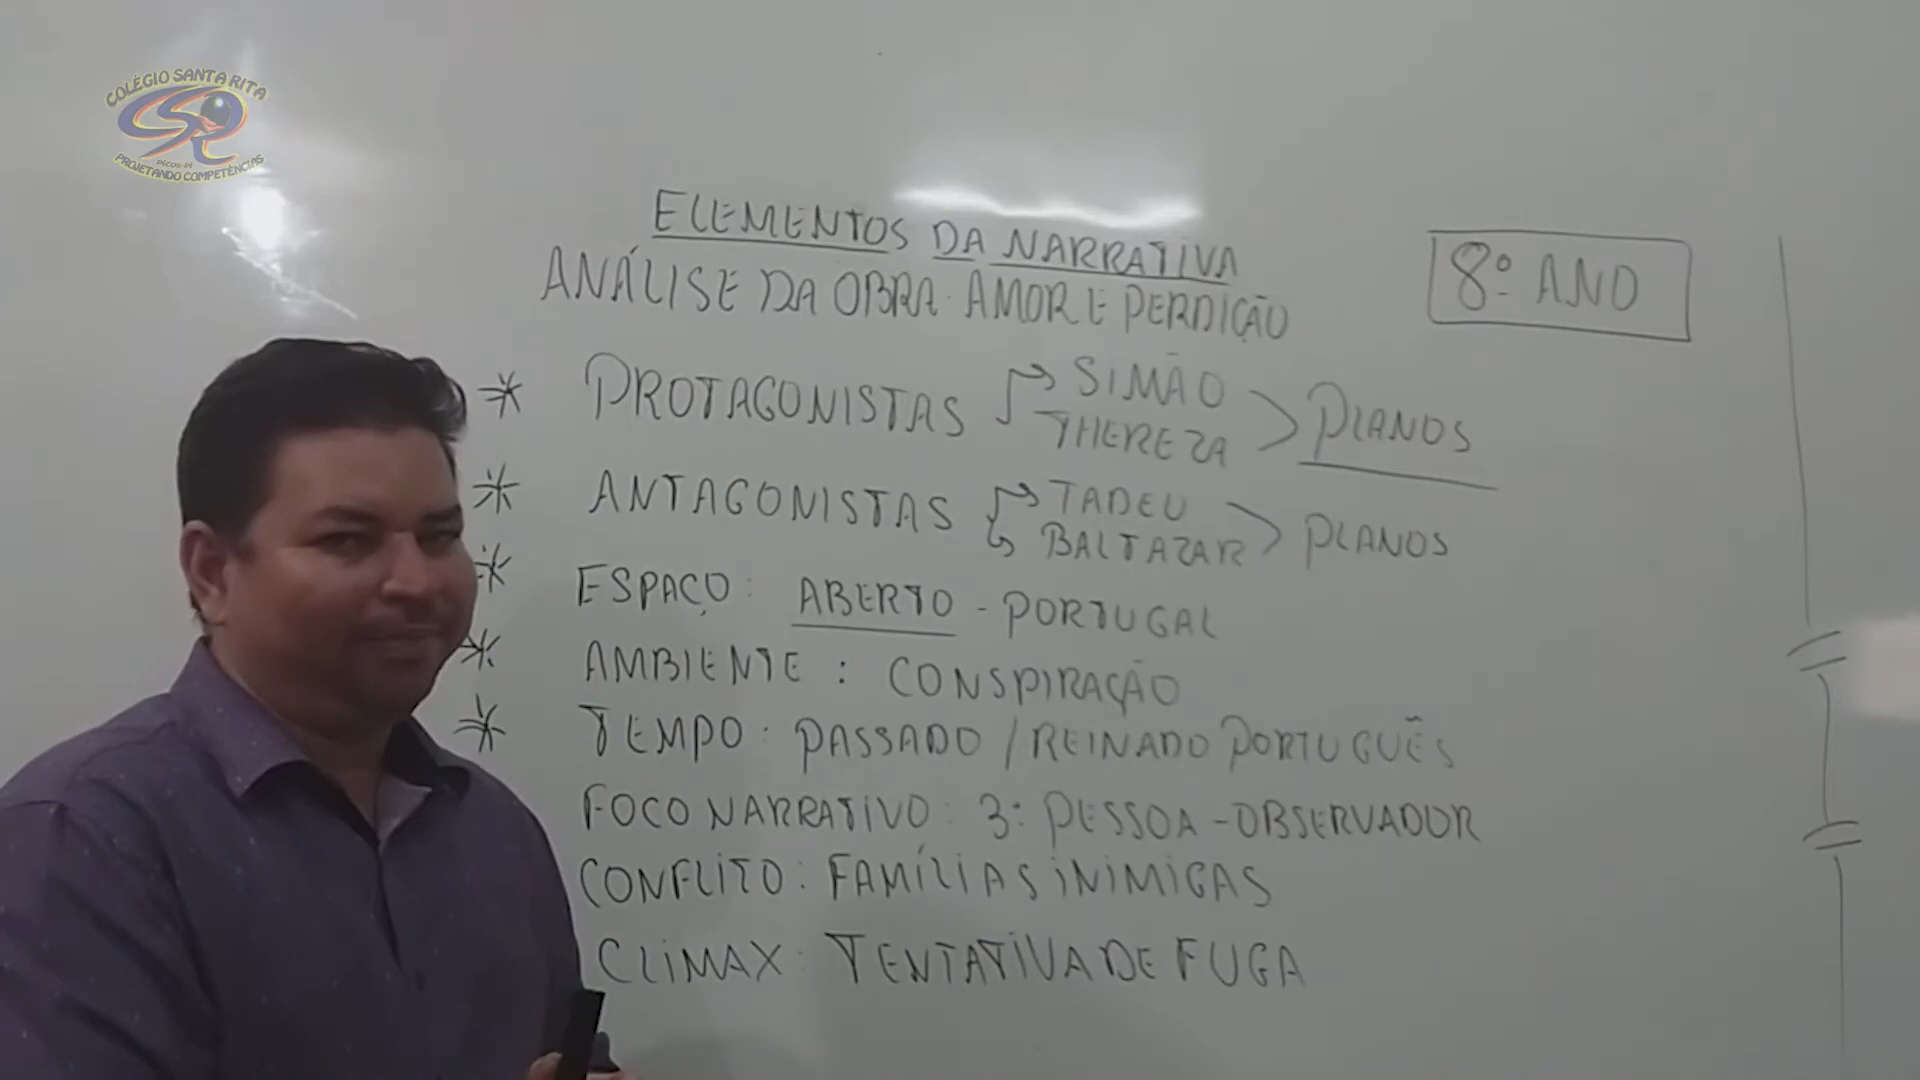 COLÉGIO SANTA RITA
PICOS-PI
PROJETANDO COMPETÊNCIAS
ELEMENTOS DA NARRATIVA
ANÁLISE DA OBRA. AMOR E PERDIÇÃO
8º ANO
* PROTAGONISTAS SIMÃO THEREZA > PLANOS
* ANTAGONISTAS TADEU BALTAZAR > PLANOS
* ESPAÇO: ABERTO - PORTUGAL
* AMBIENTE: CONSPIRAÇÃO
* TEMPO: PASSADO / REINADO PORTUGUÊS
FOCO NARRATIVO: 3ª PESSOA - OBSERVADOR
CONFLITO: FAMÍLIAS INIMIGAS
CLIMAX: TENTATIVA DE FUGA